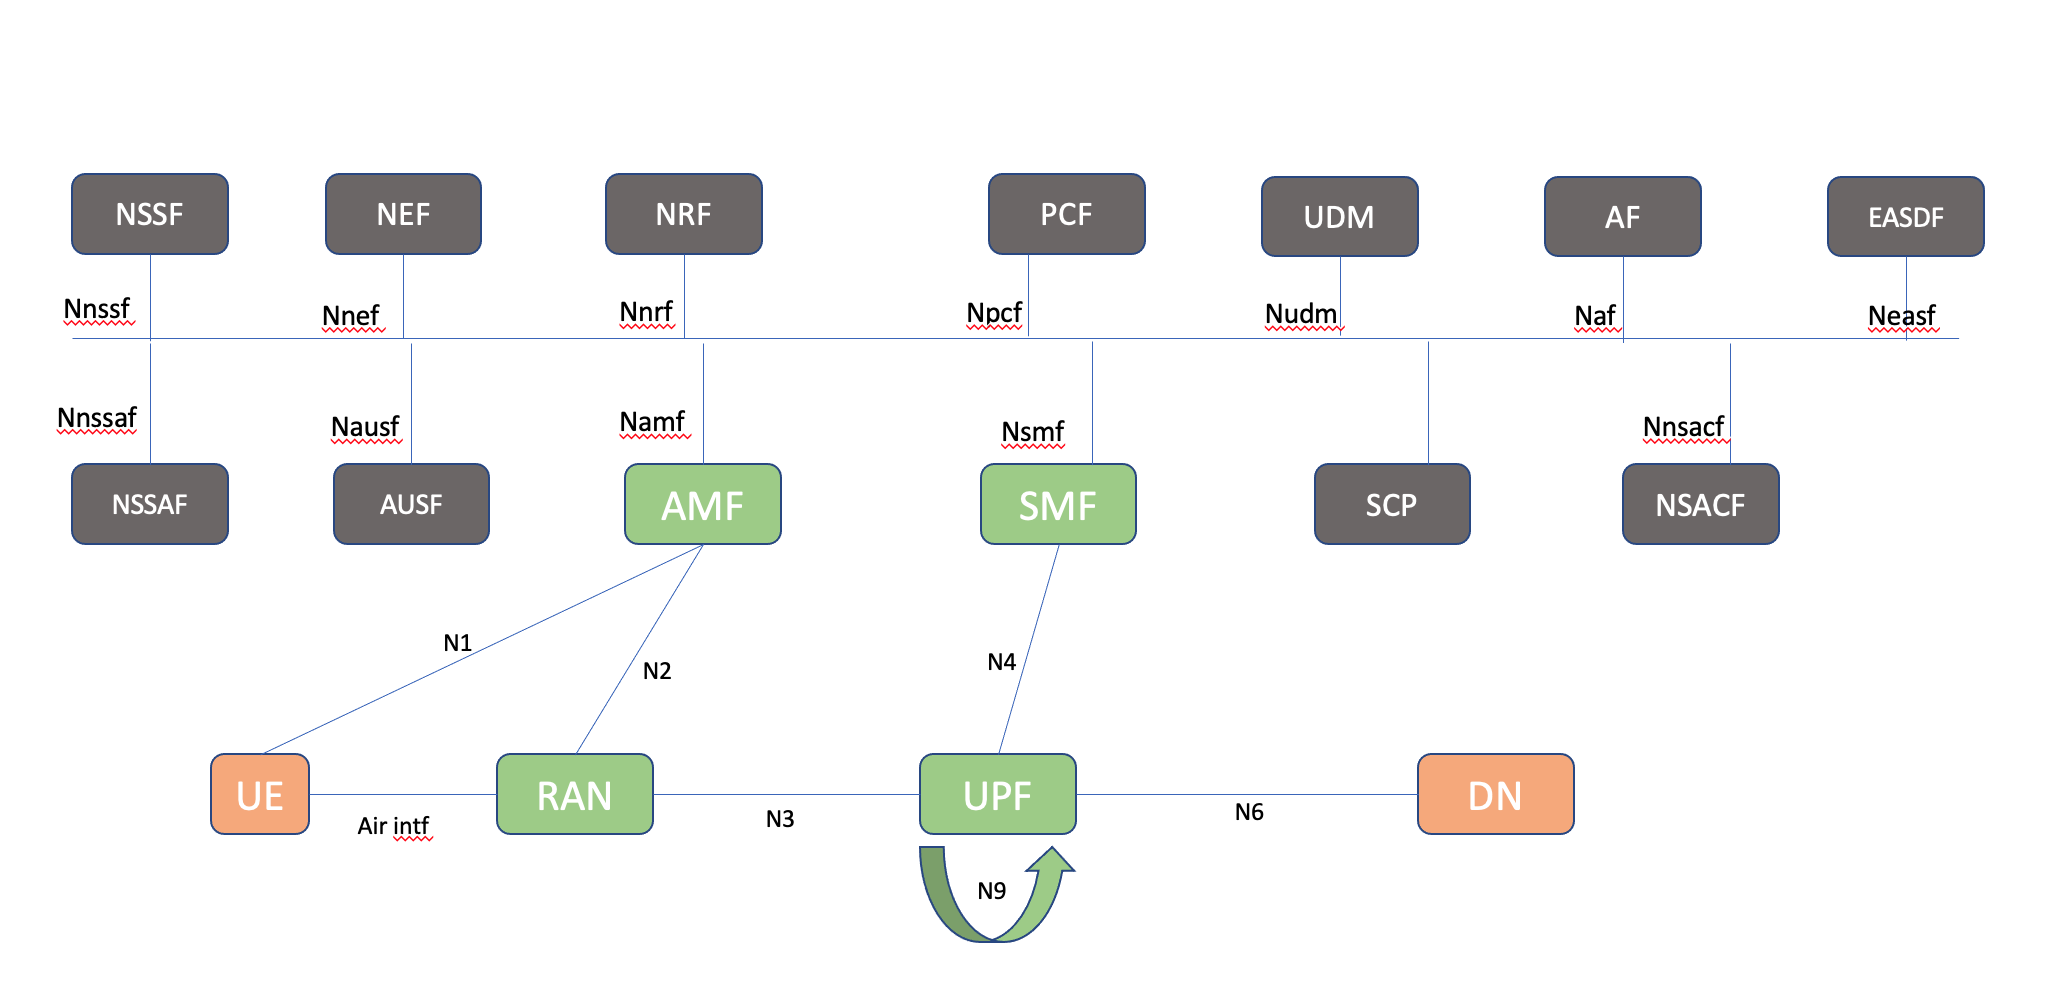 NSSF
NEF
NRF
PCF
UDM
AF
EASDF
Nnssf
Nnef
Nnrf
Npcf
Nudm
Naf
Neasf
Nnssaf
Nausf
Namf
Nsmf
Nnsacf
NSSAF
AUSF
AMF
SMF
SCP
NSACF
N1
N2
N4
UE
RAN
UPF
DN
Air intf
N3
N6
N9